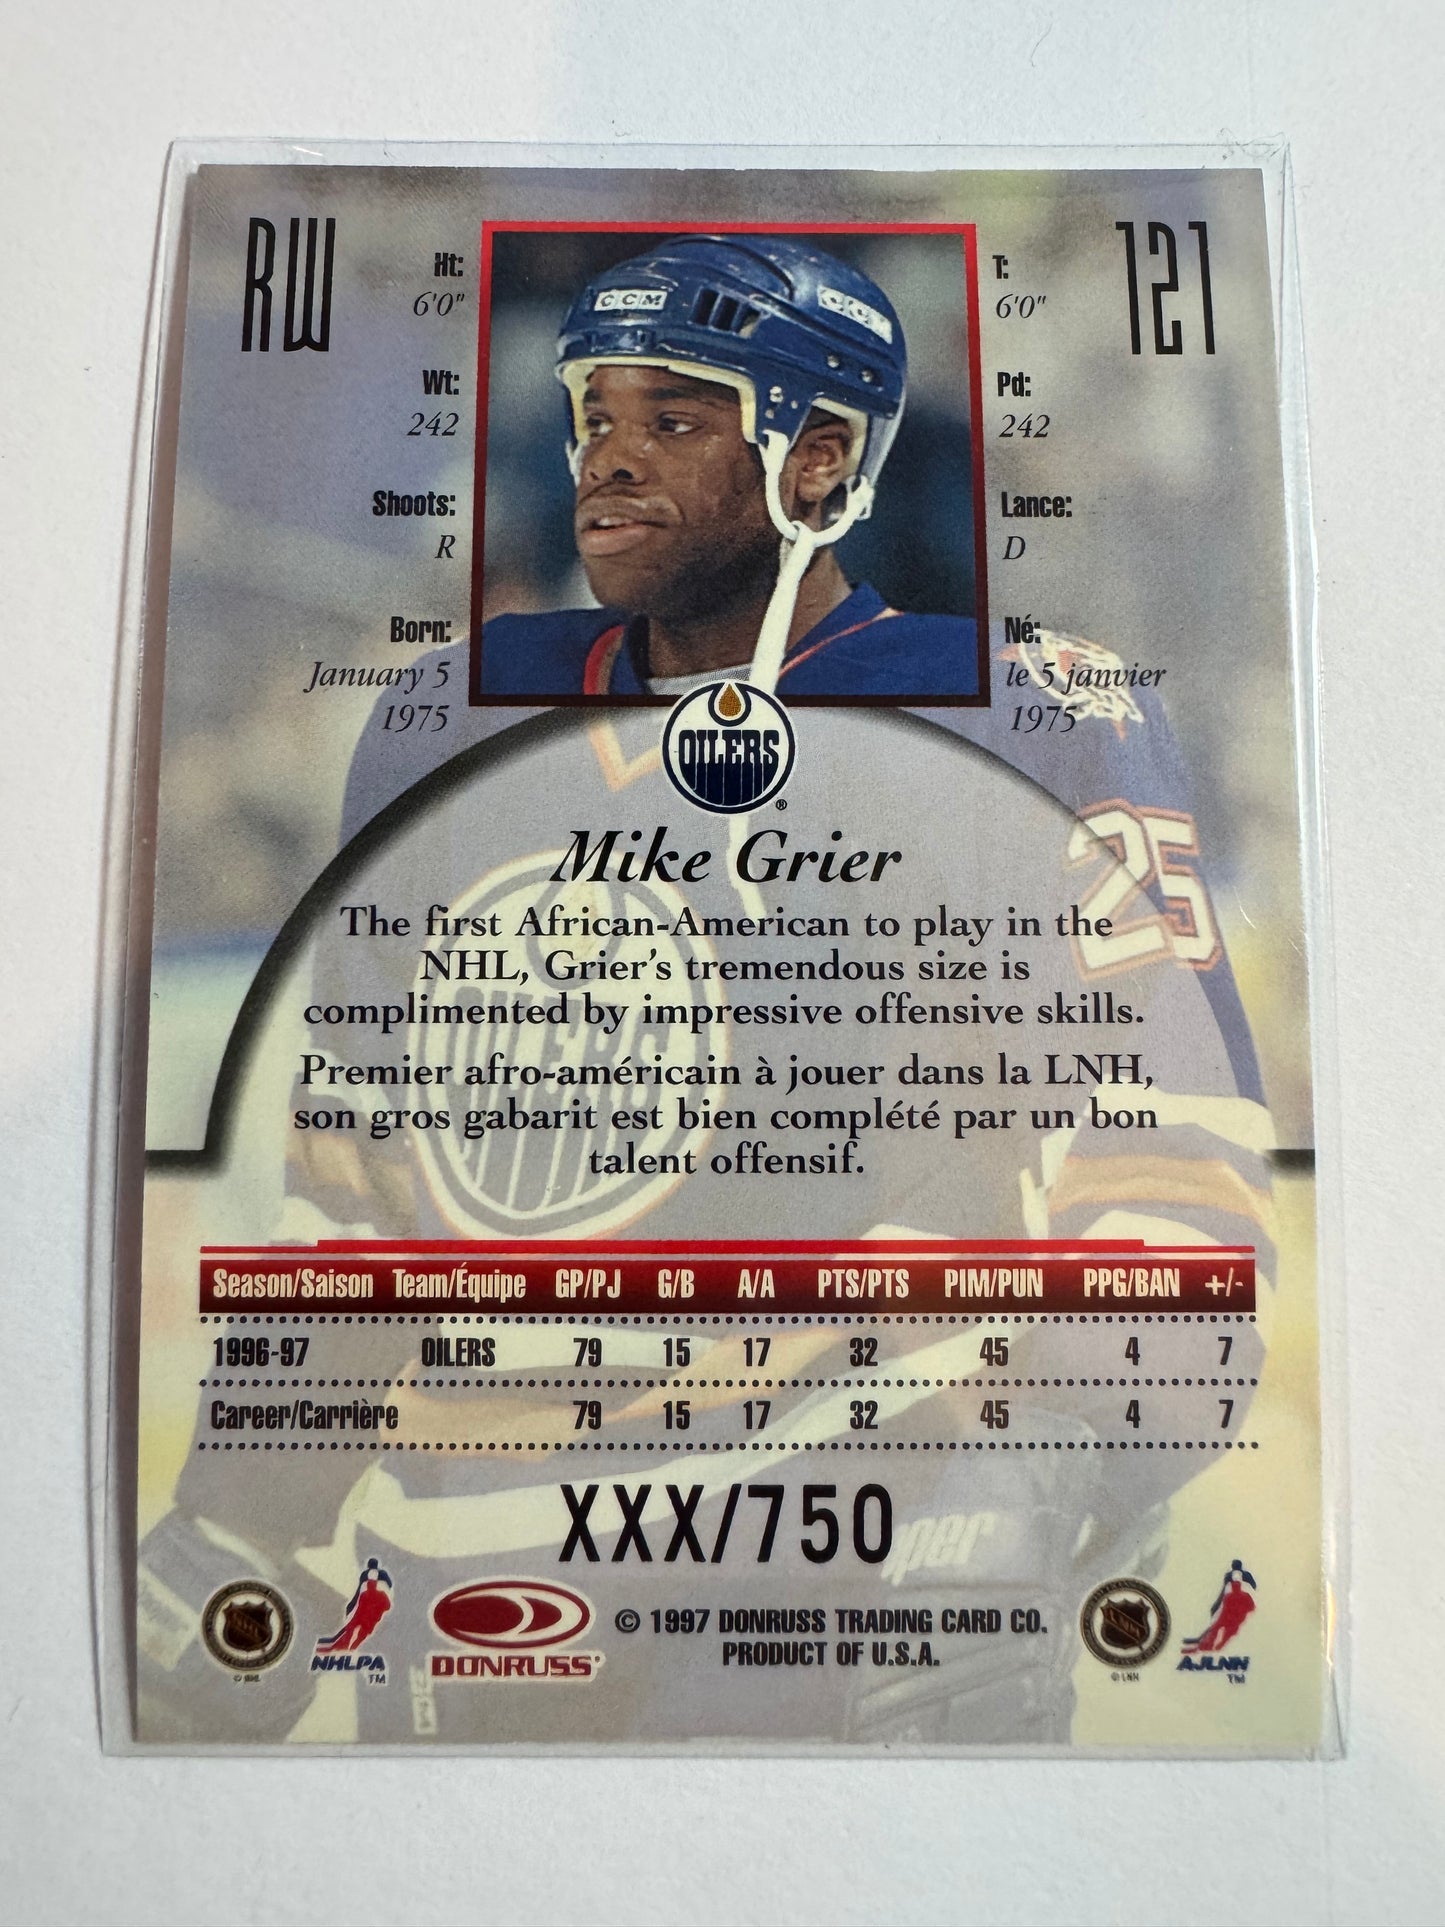 RW
121
Ht:
6'0"
Wt:
242
Shoots:
R
Born:
January 5
1975
T:
6'0"
Pd:
242
Lance:
D
Né:
le 5 janvier
1975
CCM
CCM
25
OILERS
®
Mike Grier
The first African-American to play in the
NHL, Grier's tremendous size is
complimented by impressive offensive skills.
Premier afro-américain à jouer dans la LNH,
son gros gabarit est bien complété par un bon
talent offensif.
OILERS
Season/Saison Team/Équipe GP/PJ G/B A/A PTS/PTS PIM/PUN PPG/BAN +/-
1996-97 OILERS 79 15 17 32 45 4 7
Career/Carrière 79 15 17 32 45 4 7
XXX/750
NHLPA
TM
DONRUSS
© 1997 DONRUSS TRADING CARD CO.
PRODUCT OF U.S.A.
AJLNH
TM